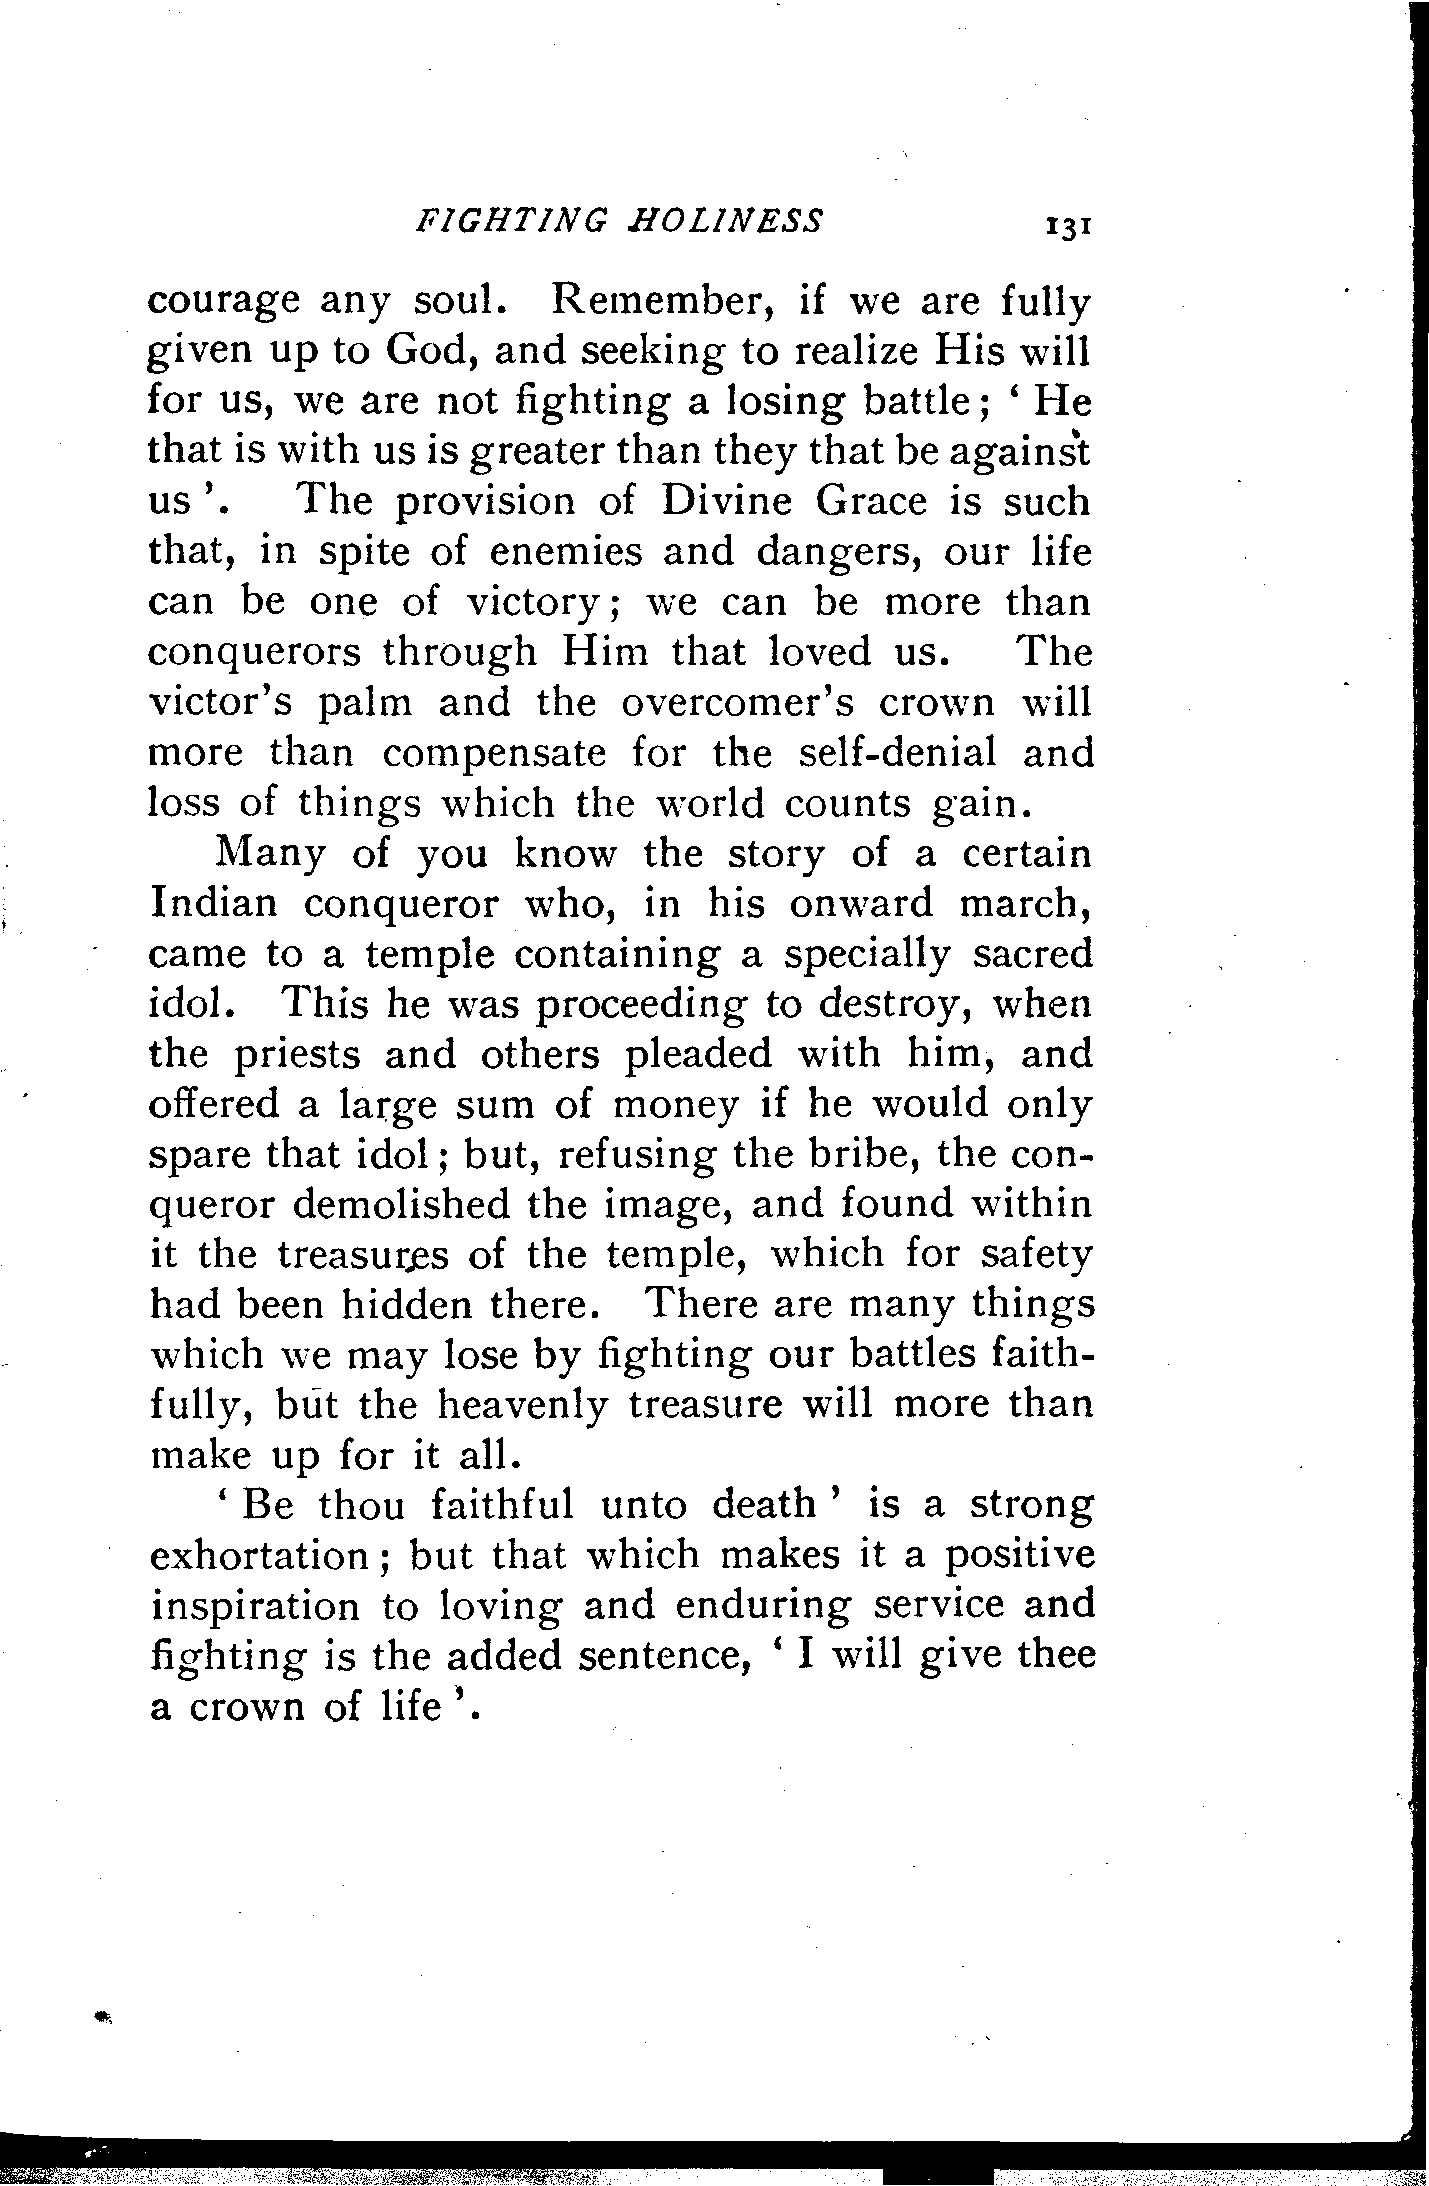 FIGHTING HOLINESS 131
courage any soul. Remember, if we are fully
given up to God, and seeking to realize His will
for us, we are not fighting a losing battle; ‘ He
that is with us is greater than they that be against
us ’. The provision of Divine Grace is such
that, in spite of enemies and dangers, our life
can be one of victory; we can be more than
conquerors through Him that loved us. The
victor’s palm and the overcomer’s crown will
more than compensate for the self-denial and
loss of things which the world counts gain.
Many of you know the story of a certain
Indian conqueror who, in his onward march,
came to a temple containing a specially sacred
idol. This he was proceeding to destroy, when
the priests and others pleaded with him, and
offered a large sum of money if he would only
spare that idol; but, refusing the bribe, the con-
queror demolished the image, and found within
it the treasures of the temple, which for safety
had been hidden there. There are many things
which we may lose by fighting our battles faith-
fully, but the heavenly treasure will more than
make up for it all.
‘ Be thou faithful unto death ’ is a strong
exhortation; but that which makes it a positive
inspiration to loving and enduring service and
fighting is the added sentence, ‘ I will give thee
a crown of life ’.